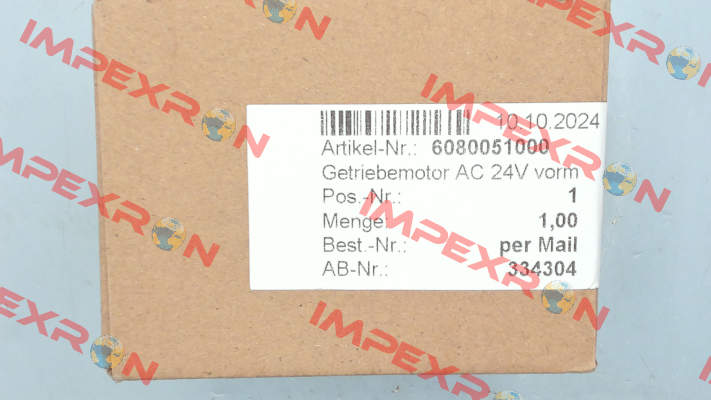 10.10.2024
Artikel-Nr.: 6080051000
Getriebemotor AC 24V vorm
Pos.-Nr.: 1
Menge: 1,00
Best.-Nr.: per Mail
AB-Nr.: 334304
IMPEXRON
IMPEXRON
IMPEXRON
IMPEXRON
IMPEXRON